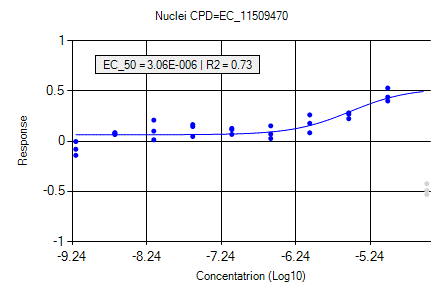 Nuclei CPD=EC_11509470
EC_50 = 3.06E-006 | R2 = 0.73
1
0.5
0
-0.5
-1
Response
-9.24 -8.24 -7.24 -6.24 -5.24
Concentatrion (Log10)